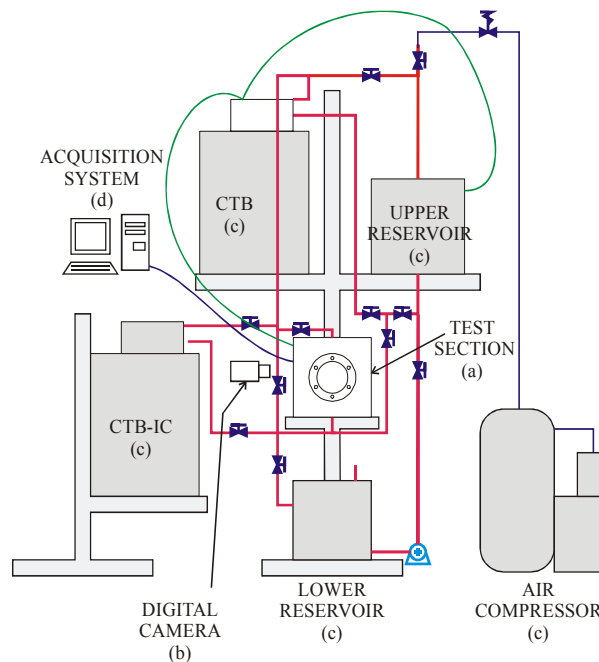 ACQUISITION
SYSTEM
(d)
CTB
(c)
UPPER
RESERVOIR
(c)
TEST
SECTION
(a)
CTB-IC
(c)
DIGITAL
CAMERA
(b)
LOWER
RESERVOIR
(c)
AIR
COMPRESSOR
(c)